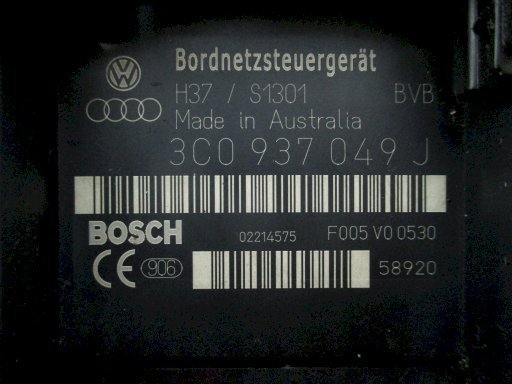 Bordnetzsteuergerät
H37 / S1301 BVB
Made in Australia
3C0 937 049 J
BOSCH 02214575 F005 V0 0530
CE 906 58920